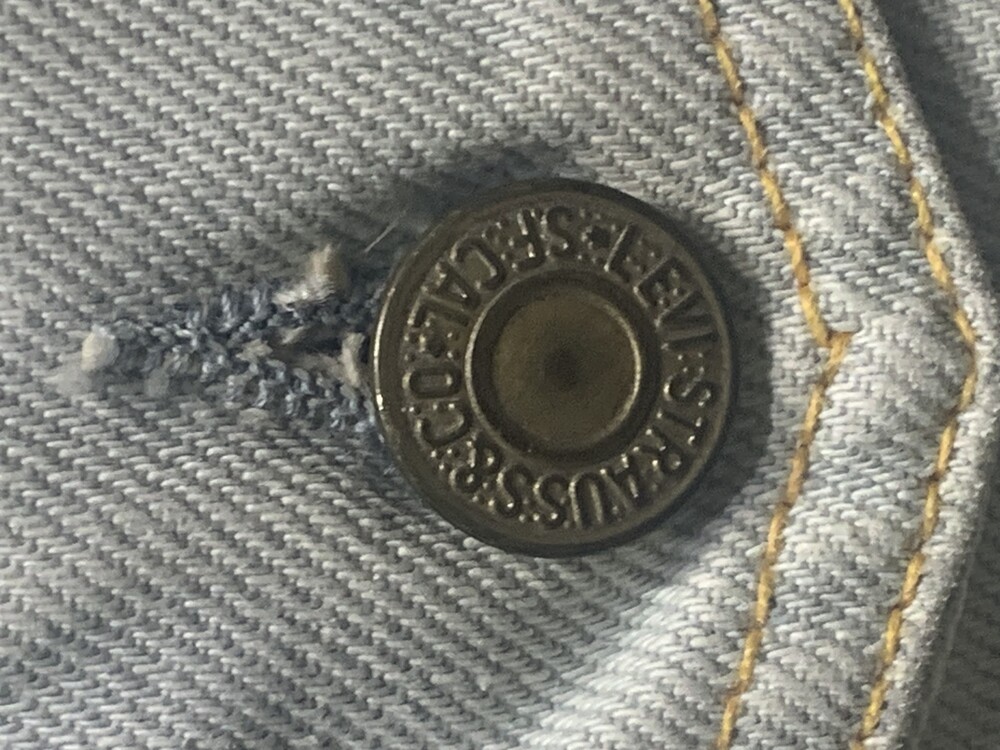 LEVI STRAUSS & CO. S.F. CAL.